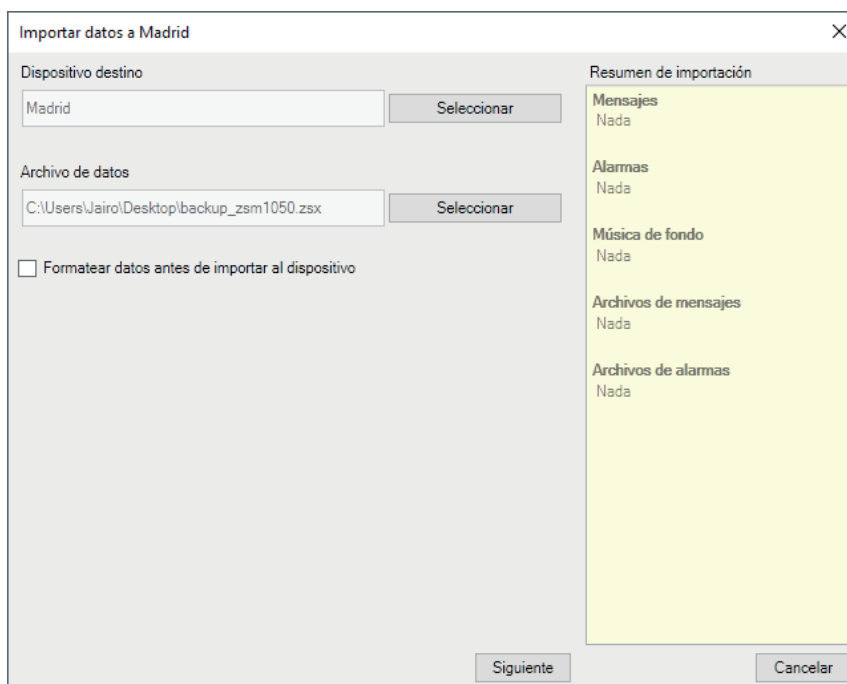 Importar datos a Madrid
Dispositivo destino
Madrid
Seleccionar
Archivo de datos
C:\Users\Jairo\Desktop\backup_zsm1050.zsx
Seleccionar
Formatear datos antes de importar al dispositivo
Resumen de importación
Mensajes
Nada
Alarmas
Nada
Música de fondo
Nada
Archivos de mensajes
Nada
Archivos de alarmas
Nada
Siguiente
Cancelar